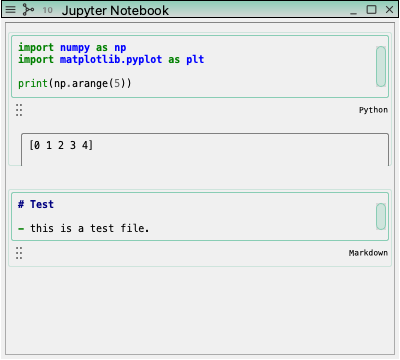 10 Jupyter Notebook
import numpy as np
import matplotlib.pyplot as plt
print(np.arange(5))
Python
[0 1 2 3 4]
# Test
- this is a test file.
Markdown